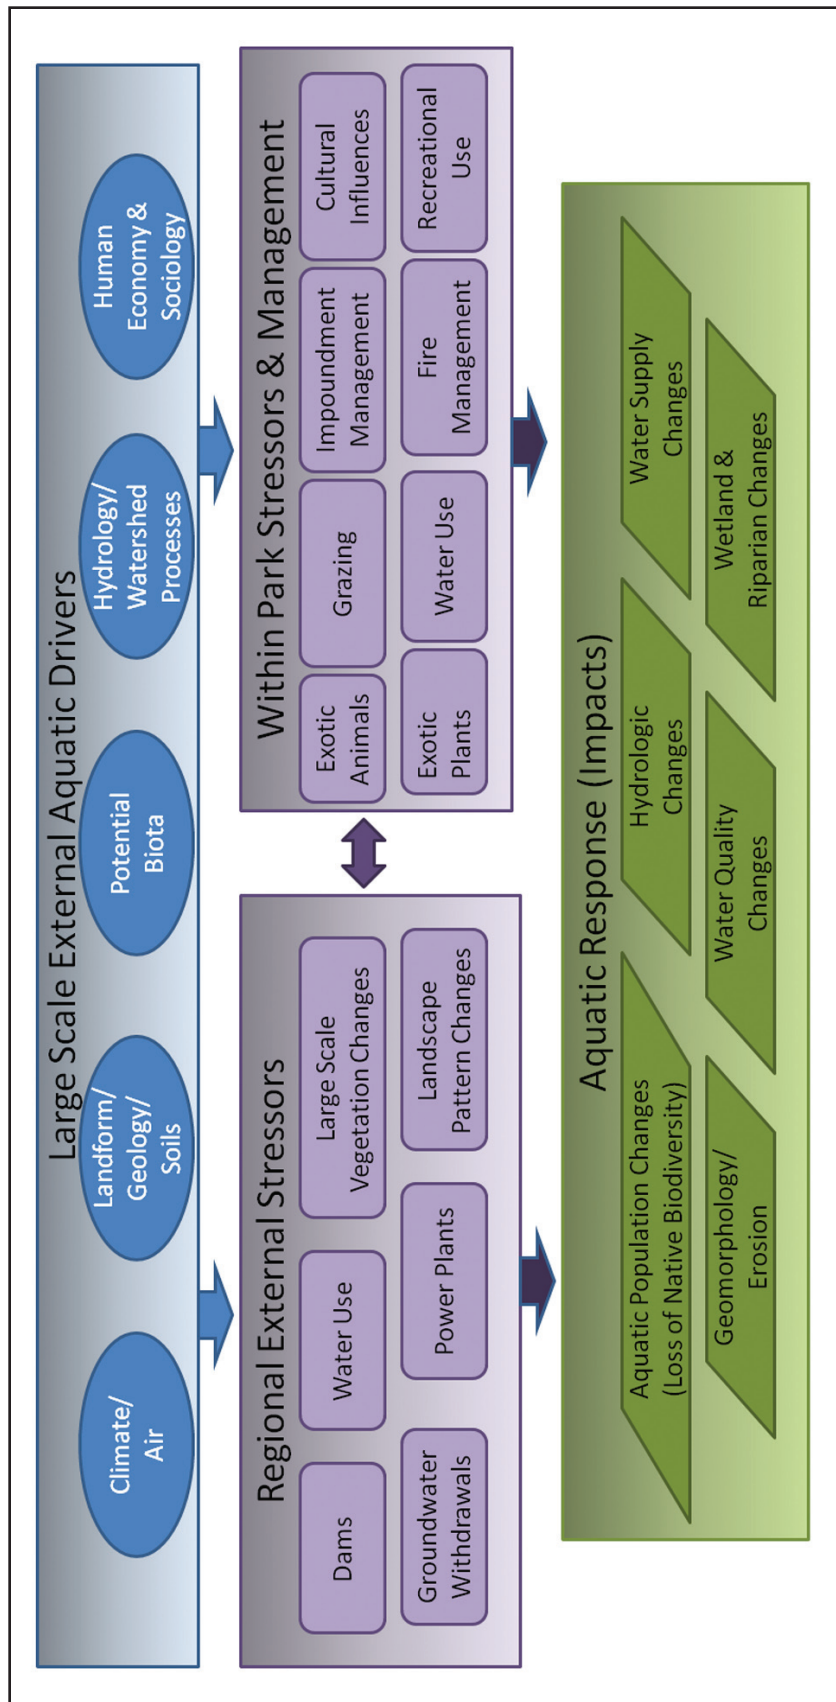 Large Scale External Aquatic Drivers
Climate/
Air
Landform/
Geology/
Soils
Potential
Biota
Hydrology/
Watershed
Processes
Human
Economy &
Sociology
Regional External Stressors
Dams
Water Use
Large Scale
Vegetation Changes
Groundwater
Withdrawals
Power Plants
Landscape
Pattern Changes
Within Park Stressors & Management
Exotic
Animals
Grazing
Impoundment
Management
Cultural
Influences
Exotic
Plants
Water Use
Fire
Management
Recreational
Use
Aquatic Response (Impacts)
Aquatic Population Changes
(Loss of Native Biodiversity)
Hydrologic
Changes
Water Supply
Changes
Geomorphology/
Erosion
Water Quality
Changes
Wetland &
Riparian Changes